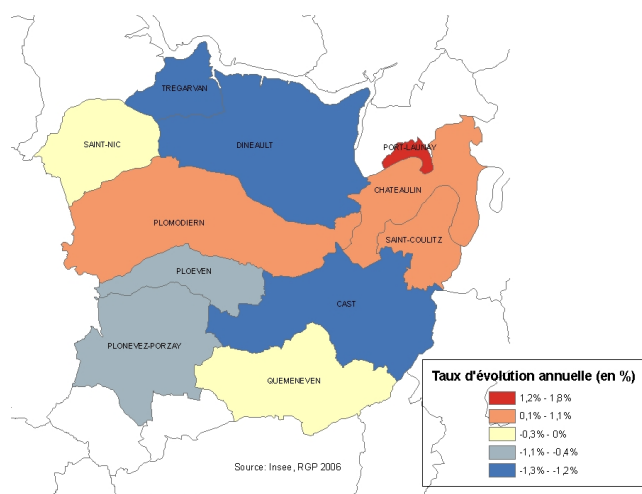 TREGARVAN
SAINT-NIC
DINEAULT
PORT-LAUNAY
CHATEAULIN
PLOMODIERN
SAINT-COULITZ
PLOEVEN
CAST
PLONEVEZ-PORZAY
QUEMENEVEN
Taux d'évolution annuelle (en %)
1,2% - 1,8%
0,1% - 1,1%
-0,3% - 0%
-1,1% - -0,4%
-1,3% - -1,2%
Source: Insee, RGP 2006